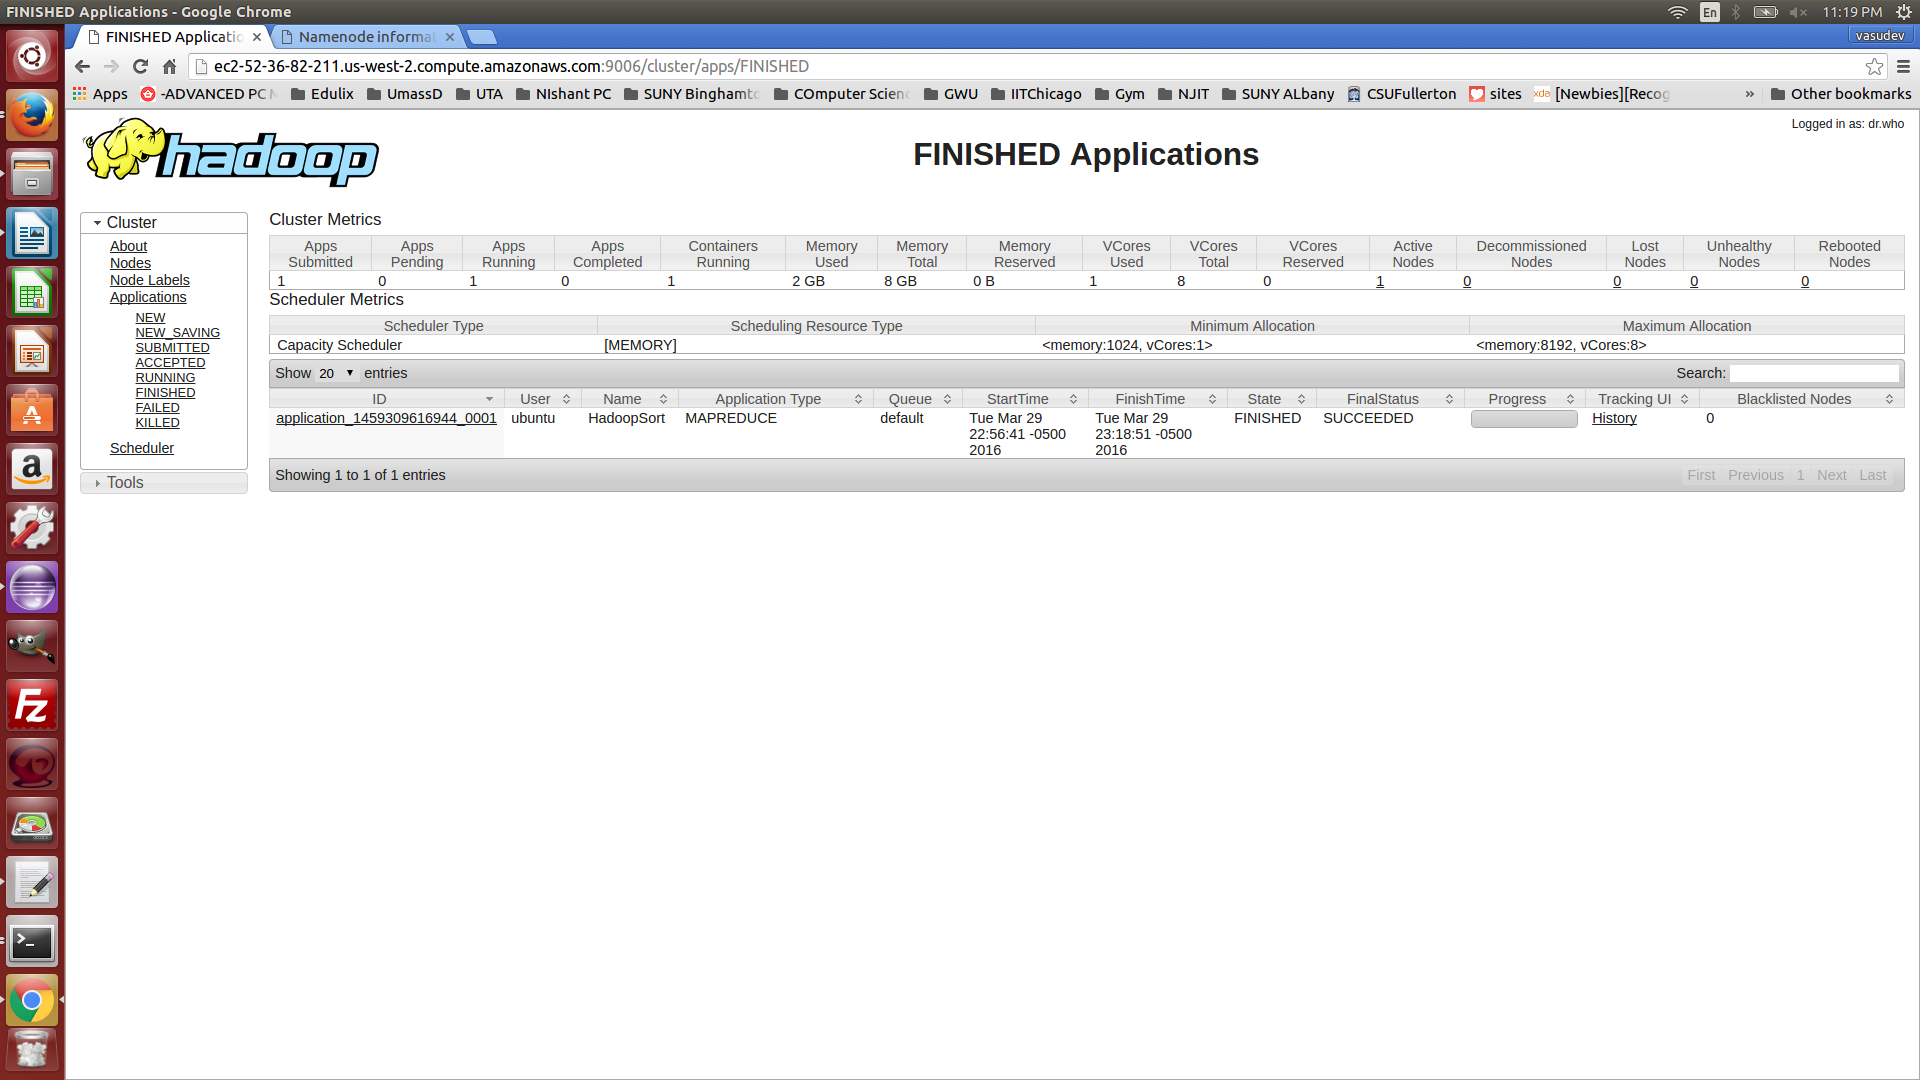 FINISHED Applications - Google Chrome
En
11:19 PM
FINISHED Applicatio
Namenode informa
vasudev
ec2-52-36-82-211.us-west-2.compute.amazonaws.com:9006/cluster/apps/FINISHED
Apps -ADVANCED PC Edulix UmassD UTA NIshant PC SUNY Binghamto COmputer Scien GWU IITChicago Gym NJIT SUNY ALbany CSUFullerton sites xda [Newbies][Recog » Other bookmarks
hadoop
FINISHED Applications
Logged in as: dr.who
Cluster
About
Nodes
Node Labels
Applications
NEW
NEW_SAVING
SUBMITTED
ACCEPTED
RUNNING
FINISHED
FAILED
KILLED
Scheduler
Tools
Cluster Metrics
Apps Submitted Apps Pending Apps Running Apps Completed Containers Running Memory Used Memory Total Memory Reserved VCores Used VCores Total VCores Reserved Active Nodes Decommissioned Nodes Lost Nodes Unhealthy Nodes Rebooted Nodes
1 0 1 0 1 2 GB 8 GB 0 B 1 8 0 1 0 0 0 0
Scheduler Metrics
Scheduler Type Scheduling Resource Type Minimum Allocation Maximum Allocation
Capacity Scheduler [MEMORY] <memory:1024, vCores:1> <memory:8192, vCores:8>
Show 20 entries Search:
ID User Name Application Type Queue StartTime FinishTime State FinalStatus Progress Tracking UI Blacklisted Nodes
application_1459309616944_0001 ubuntu HadoopSort MAPREDUCE default Tue Mar 29 22:56:41 -0500 2016 Tue Mar 29 23:18:51 -0500 2016 FINISHED SUCCEEDED History 0
Showing 1 to 1 of 1 entries First Previous 1 Next Last